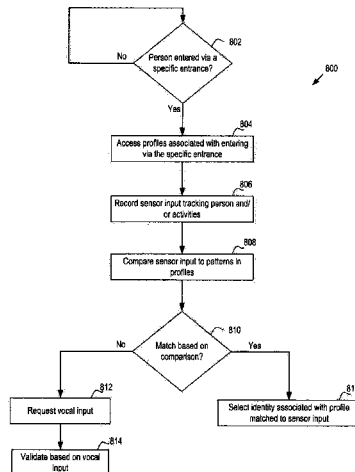 802
Person entered via a
specific entrance?
No
800
Yes
804
Access profiles associated with entering
via the specific entrance
806
Record sensor input tracking person and/
or activities
808
Compare sensor input to patterns in
profiles
810
No
Match based on
comparison?
Yes
812
Request vocal input
81
Select identity associated with profile
matched to sensor input
814
Validate based on vocal
input